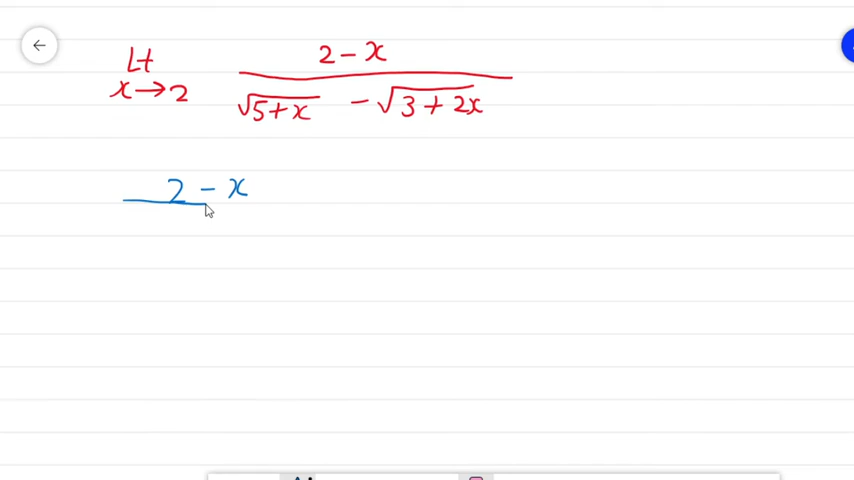 Lt x→2 (2 - x) / (√(5+x) - √(3+2x))
2 - x